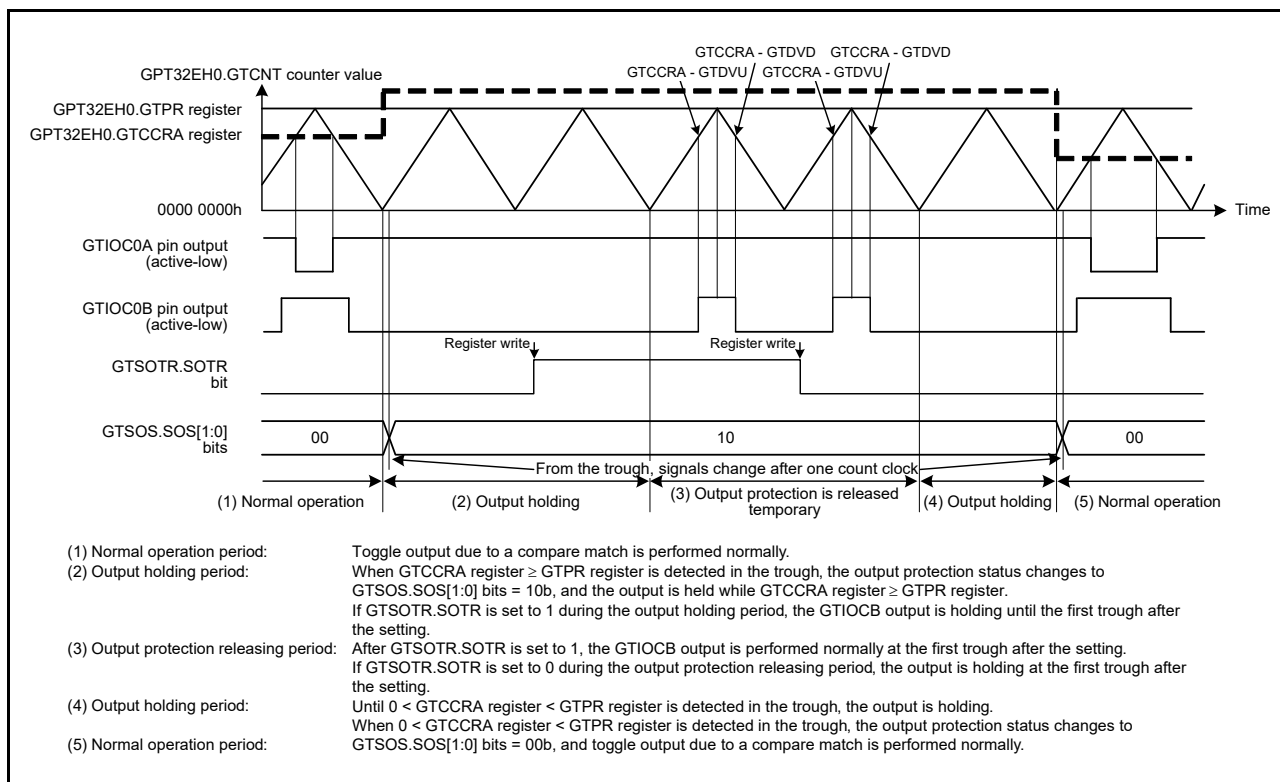 GTCCRA - GTDVD GTCCRA - GTDVD
GPT32EH0.GTCNT counter value
GTCCRA - GTDVU GTCCRA - GTDVU
GPT32EH0.GTPR register
GPT32EH0.GTCCRA register
0000 0000h
Time
GTIOC0A pin output
(active-low)
GTIOC0B pin output
(active-low)
Register write Register write
GTSOTR.SOTR
bit
GTSOS.SOS[1:0]
bits
00 10 00
From the trough, signals change after one count clock
(1) Normal operation (2) Output holding (3) Output protection is released
temporary (4) Output holding (5) Normal operation
(1) Normal operation period: Toggle output due to a compare match is performed normally.
(2) Output holding period: When GTCCRA register ≥ GTPR register is detected in the trough, the output protection status changes to
GTSOS.SOS[1:0] bits = 10b, and the output is held while GTCCRA register ≥ GTPR register.
If GTSOTR.SOTR is set to 1 during the output holding period, the GTIOCB output is holding until the first trough after
the setting.
(3) Output protection releasing period: After GTSOTR.SOTR is set to 1, the GTIOCB output is performed normally at the first trough after the setting.
If GTSOTR.SOTR is set to 0 during the output protection releasing period, the output is holding at the first trough after
the setting.
(4) Output holding period: Until 0 < GTCCRA register < GTPR register is detected in the trough, the output is holding.
When 0 < GTCCRA register < GTPR register is detected in the trough, the output protection status changes to
(5) Normal operation period: GTSOS.SOS[1:0] bits = 00b, and toggle output due to a compare match is performed normally.